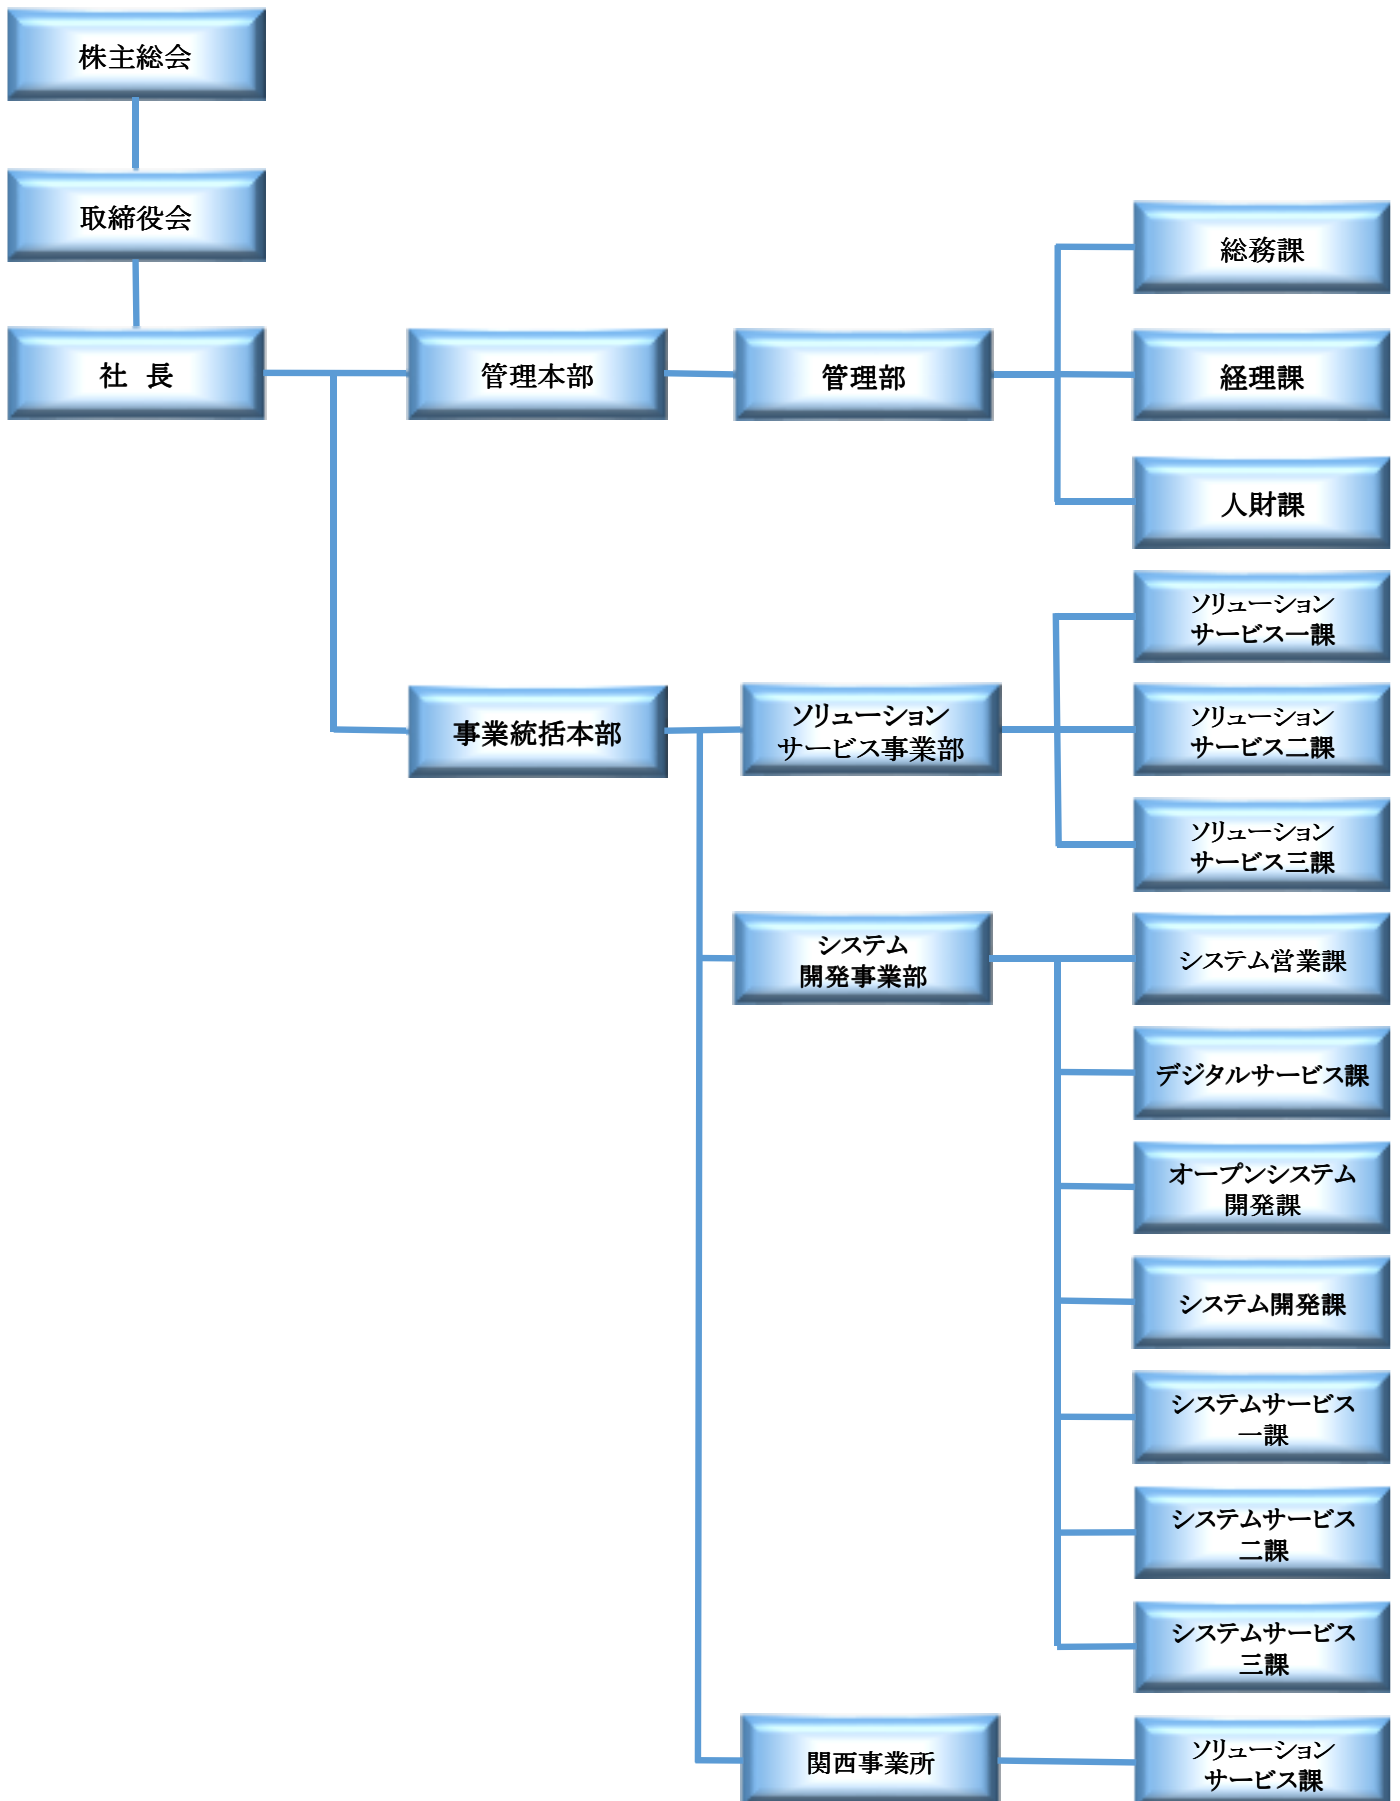 株主総会
取締役会
社　長
管理本部
管理部
総務課
経理課
人財課
事業統括本部
ソリューション
サービス事業部
ソリューション
サービス一課
ソリューション
サービス二課
ソリューション
サービス三課
システム
開発事業部
システム営業課
デジタルサービス課
オープンシステム
開発課
システム開発課
システムサービス
一課
システムサービス
二課
システムサービス
三課
関西事業所
ソリューション
サービス課